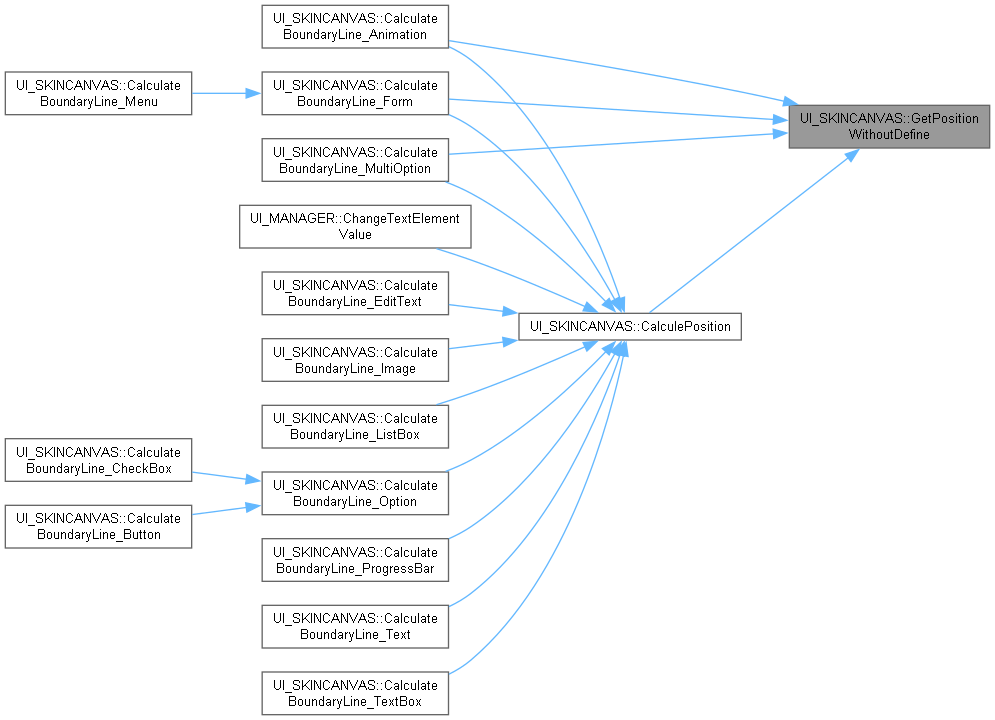 UI_SKINCANVAS::Calculate
BoundaryLine_Animation
UI_SKINCANVAS::Calculate
BoundaryLine_Menu
UI_SKINCANVAS::Calculate
BoundaryLine_Form
UI_SKINCANVAS::GetPosition
WithoutDefine
UI_SKINCANVAS::Calculate
BoundaryLine_MultiOption
UI_MANAGER::ChangeTextElement
Value
UI_SKINCANVAS::Calculate
BoundaryLine_EditText
UI_SKINCANVAS::CalculePosition
UI_SKINCANVAS::Calculate
BoundaryLine_Image
UI_SKINCANVAS::Calculate
BoundaryLine_ListBox
UI_SKINCANVAS::Calculate
BoundaryLine_CheckBox
UI_SKINCANVAS::Calculate
BoundaryLine_Option
UI_SKINCANVAS::Calculate
BoundaryLine_Button
UI_SKINCANVAS::Calculate
BoundaryLine_ProgressBar
UI_SKINCANVAS::Calculate
BoundaryLine_Text
UI_SKINCANVAS::Calculate
BoundaryLine_TextBox